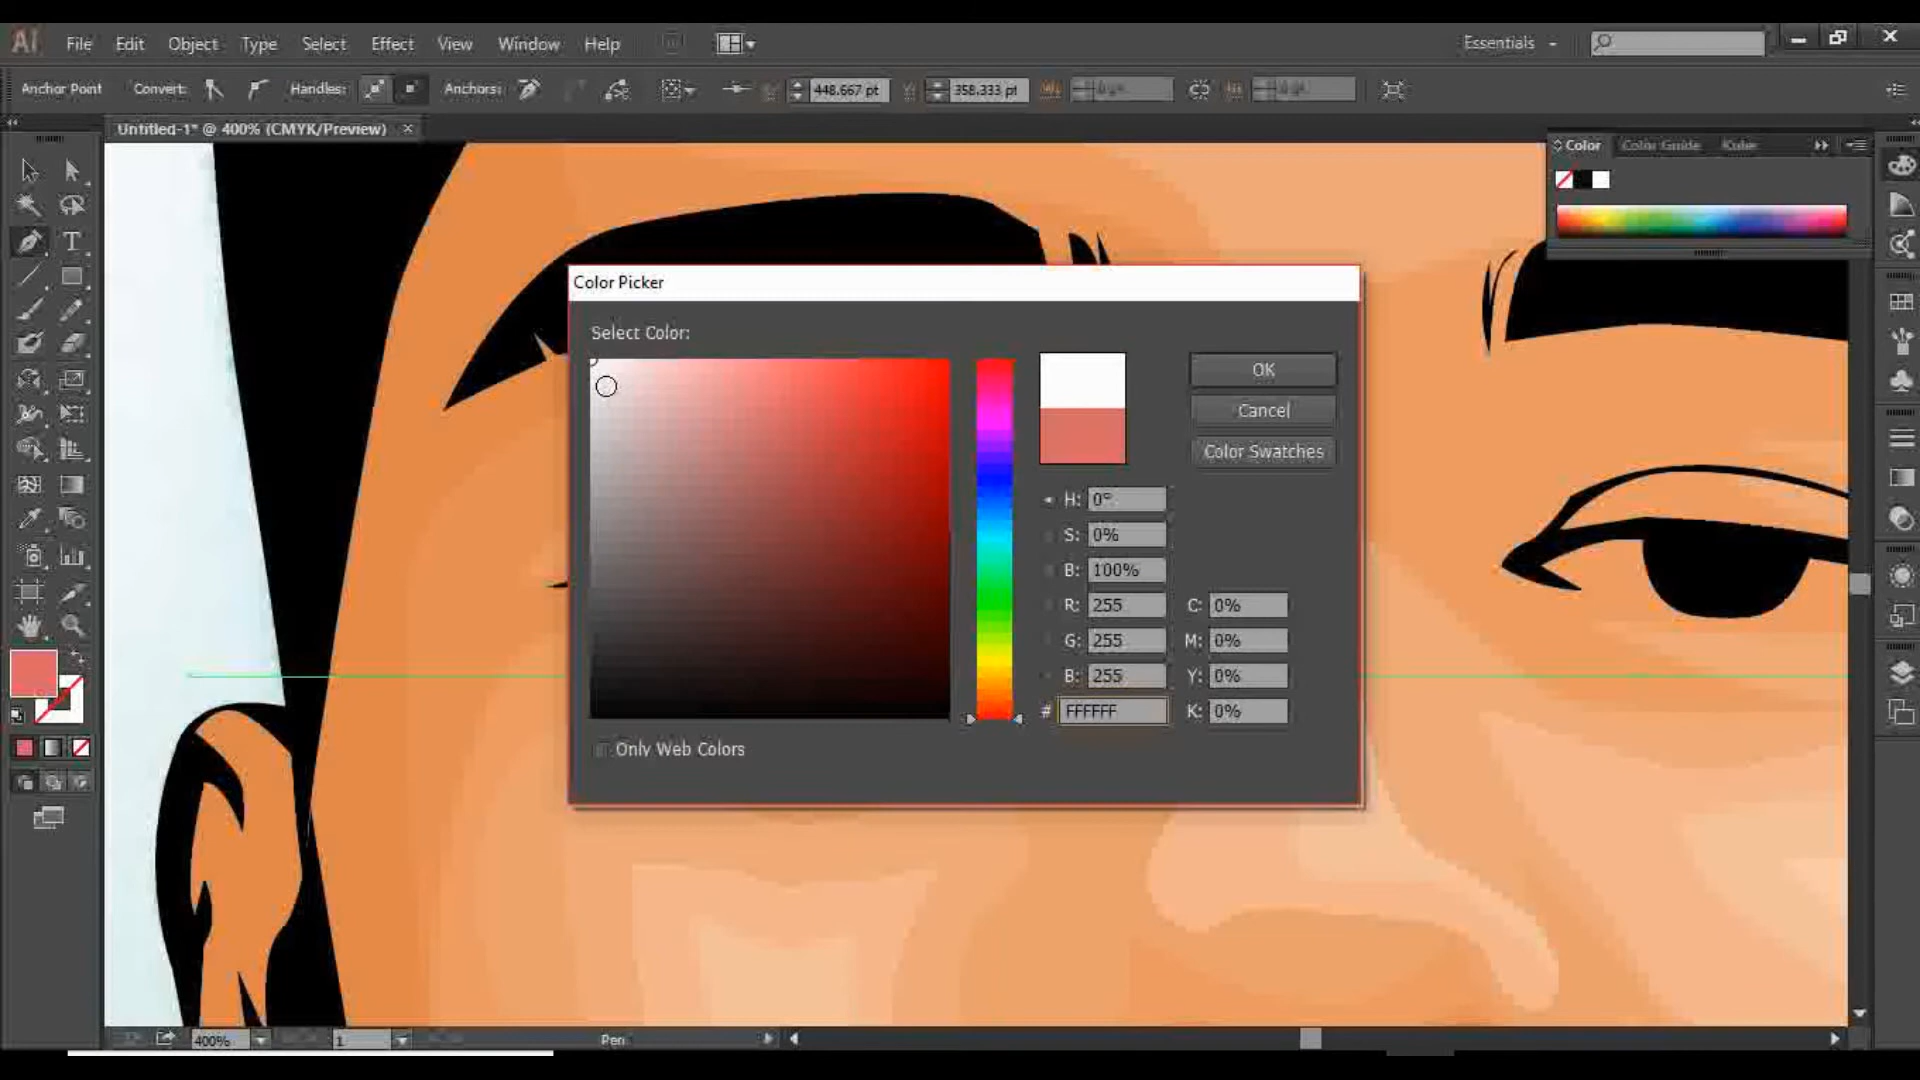 Ai File Edit Object Type Select Effect View Window Help Essentials
Anchor Point Convert: Handles: Anchors: 448.667 pt 358.333 pt
Untitled-1* @ 400% (CMYK/Preview) ×
Color Color Guide Kuler
Color Picker
Select Color:
OK
Cancel
Color Swatches
H: 0°
S: 0%
B: 100%
R: 255 C: 0%
G: 255 M: 0%
B: 255 Y: 0%
# FFFFFF K: 0%
Only Web Colors
400% 1 Pen